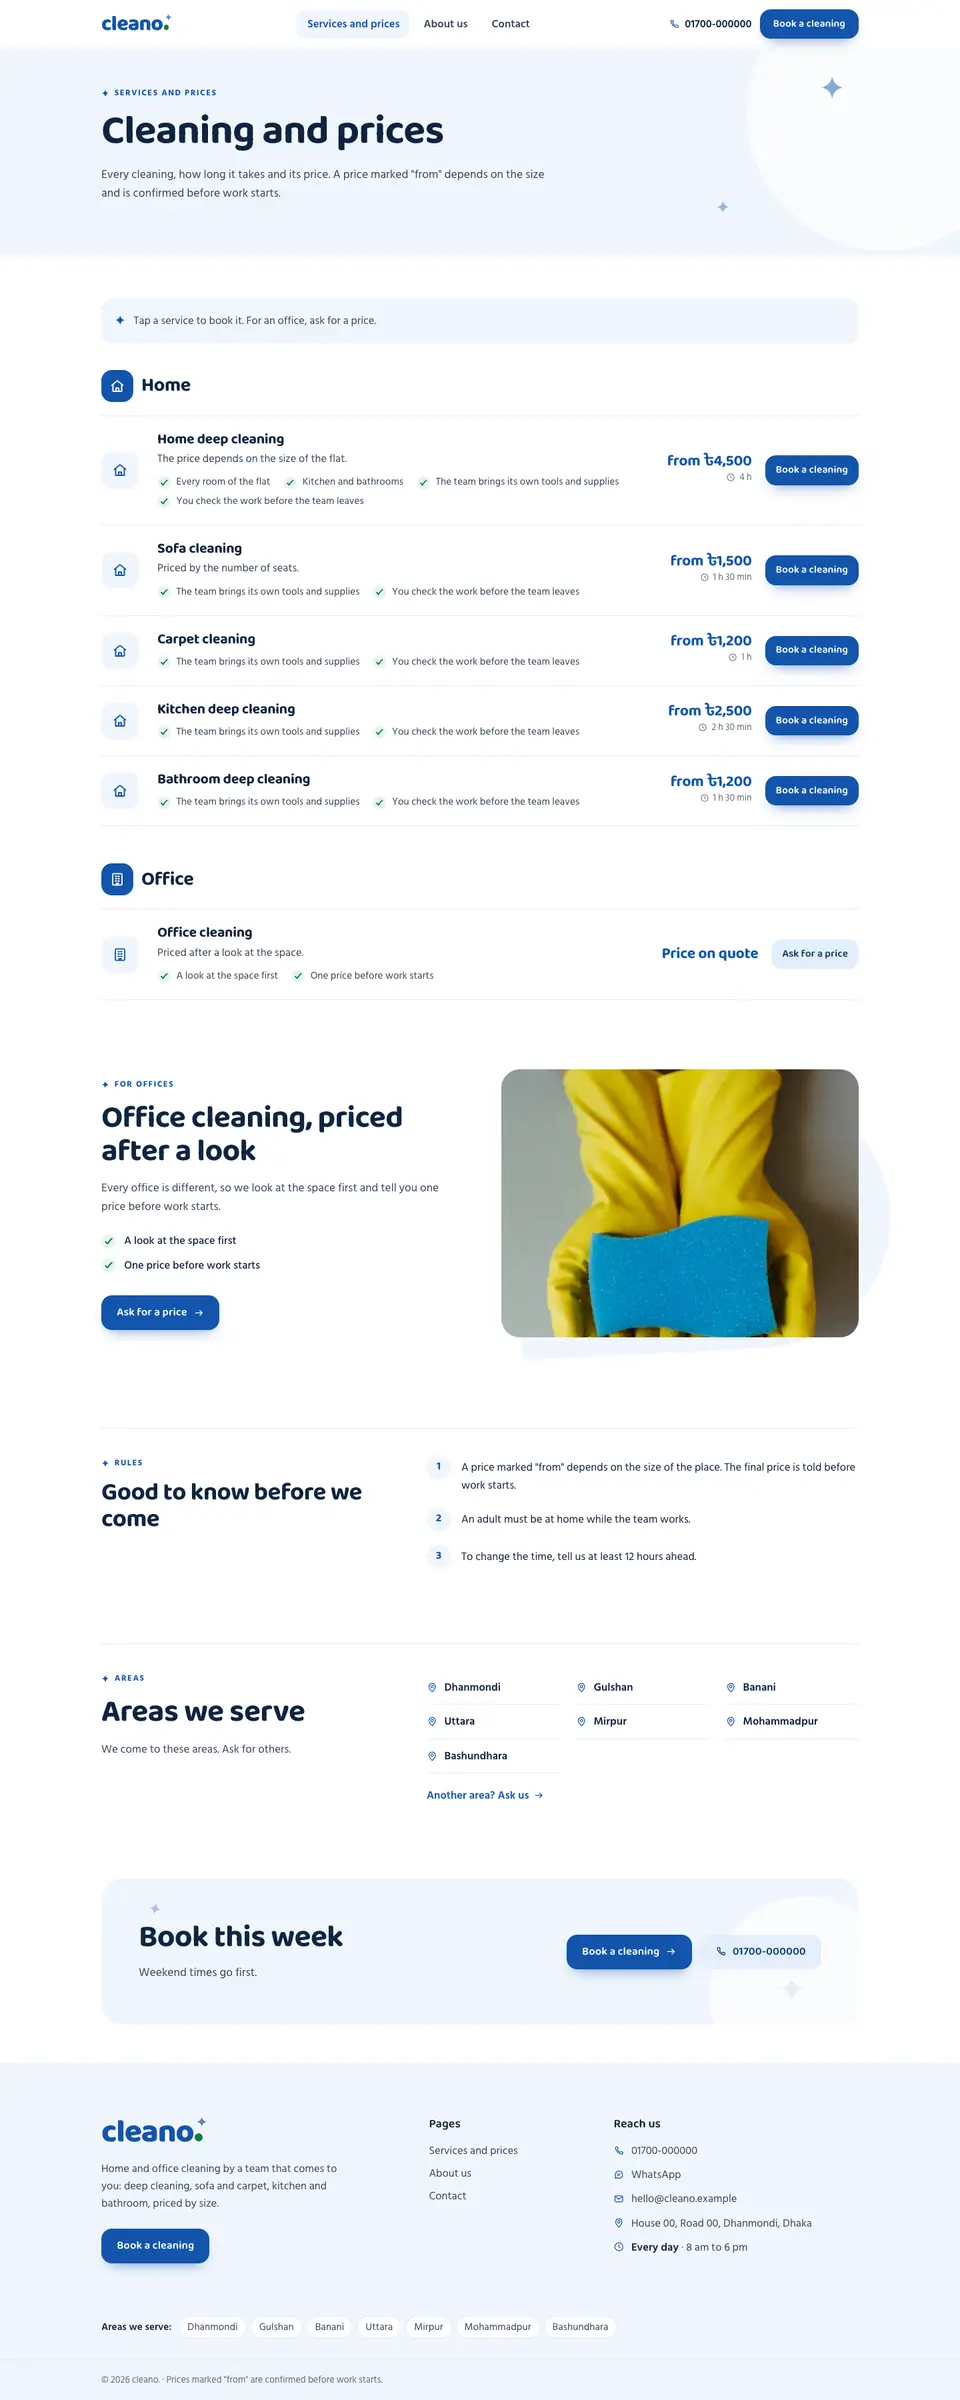 cleano.
Services and prices
About us
Contact
01700-000000
Book a cleaning
SERVICES AND PRICES
Cleaning and prices
Every cleaning, how long it takes and its price. A price marked "from" depends on the size
and is confirmed before work starts.
Tap a service to book it. For an office, ask for a price.
Home
Home deep cleaning
The price depends on the size of the flat.
Every room of the flat
Kitchen and bathrooms
The team brings its own tools and supplies
You check the work before the team leaves
from ৳4,500
4 h
Book a cleaning
Sofa cleaning
Priced by the number of seats.
The team brings its own tools and supplies
You check the work before the team leaves
from ৳1,500
1 h 30 min
Book a cleaning
Carpet cleaning
The team brings its own tools and supplies
You check the work before the team leaves
from ৳1,200
1 h
Book a cleaning
Kitchen deep cleaning
The team brings its own tools and supplies
You check the work before the team leaves
from ৳2,500
2 h 30 min
Book a cleaning
Bathroom deep cleaning
The team brings its own tools and supplies
You check the work before the team leaves
from ৳1,200
1 h 30 min
Book a cleaning
Office
Office cleaning
Priced after a look at the space.
A look at the space first
One price before work starts
Price on quote
Ask for a price
FOR OFFICES
Office cleaning, priced
after a look
Every office is different, so we look at the space first and tell you one
price before work starts.
A look at the space first
One price before work starts
Ask for a price →
RULES
Good to know before we
come
1 A price marked "from" depends on the size of the place. The final price is told before
work starts.
2 An adult must be at home while the team works.
3 To change the time, tell us at least 12 hours ahead.
AREAS
Areas we serve
We come to these areas. Ask for others.
Dhanmondi
Gulshan
Banani
Uttara
Mirpur
Mohammadpur
Bashundhara
Another area? Ask us →
Book this week
Weekend times go first.
Book a cleaning →
01700-000000
cleano.
Home and office cleaning by a team that comes to
you: deep cleaning, sofa and carpet, kitchen and
bathroom, priced by size.
Book a cleaning
Pages
Services and prices
About us
Contact
Reach us
01700-000000
WhatsApp
hello@cleano.example
House 00, Road 00, Dhanmondi, Dhaka
Every day · 8 am to 6 pm
Areas we serve:
Dhanmondi
Gulshan
Banani
Uttara
Mirpur
Mohammadpur
Bashundhara
© 2026 cleano. · Prices marked "from" are confirmed before work starts.